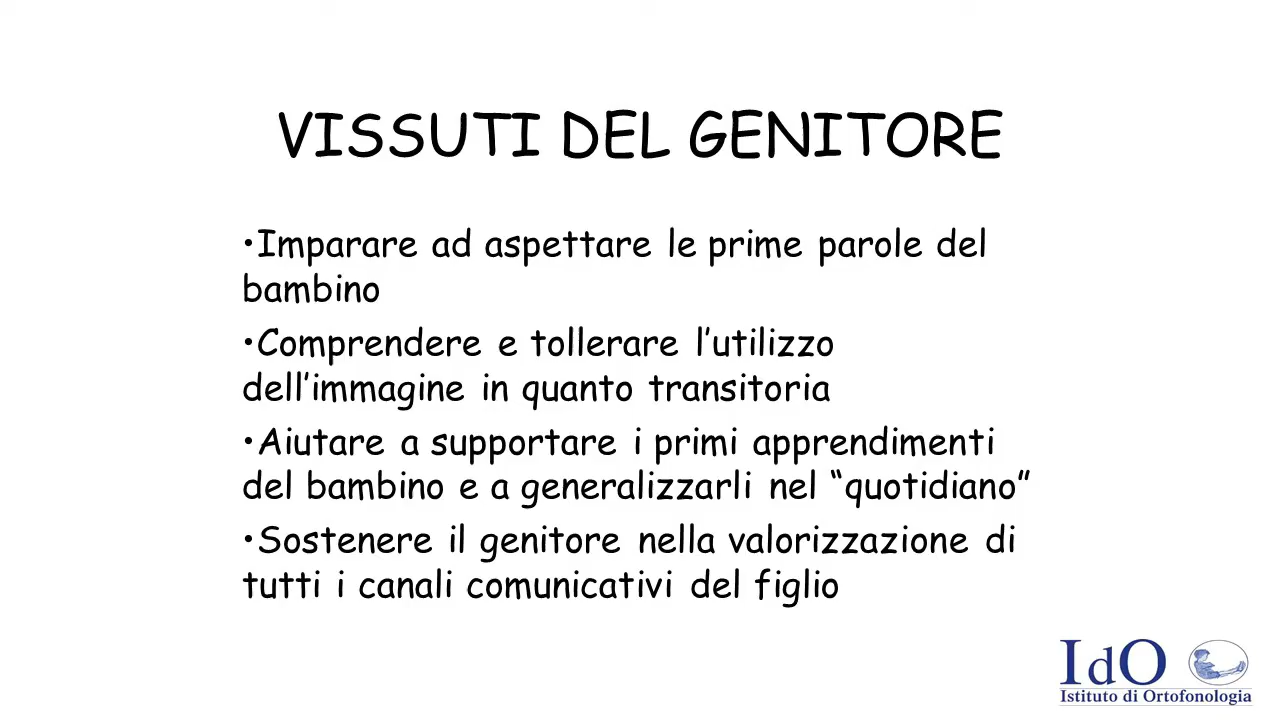 VISSUTI DEL GENITORE
•Imparare ad aspettare le prime parole del
bambino
•Comprendere e tollerare l’utilizzo
dell’immagine in quanto transitoria
•Aiutare a supportare i primi apprendimenti
del bambino e a generalizzarli nel “quotidiano”
•Sostenere il genitore nella valorizzazione di
tutti i canali comunicativi del figlio
IdO
Istituto di Ortofonologia